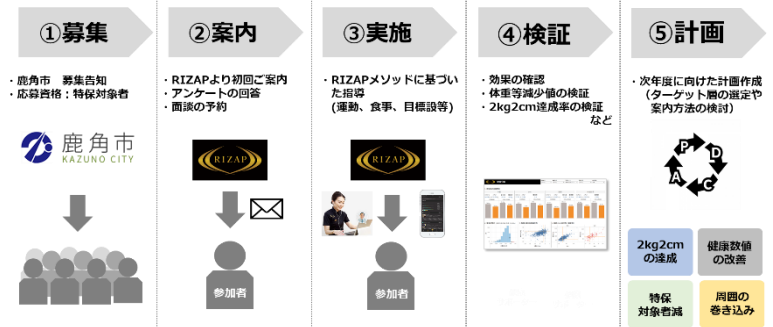 ①募集
・鹿角市　募集告知
・応募資格：特保対象者
鹿角市
KAZUNO CITY
②案内
・RIZAPより初回ご案内
・アンケートの回答
・面談の予約
RIZAP
参加者
③実施
・RIZAPメソッドに基づい
た指導
(運動、食事、目標設等)
RIZAP
参加者
④検証
・効果の確認
・体重等減少値の検証
・2kg2cm達成率の検証
など
⑤計画
・次年度に向けた計画作成
（ターゲット層の選定や
案内方法の検討）
P
D
C
A
2kg2cm
の達成
健康数値
の改善
特保
対象者減
周囲の
巻き込み